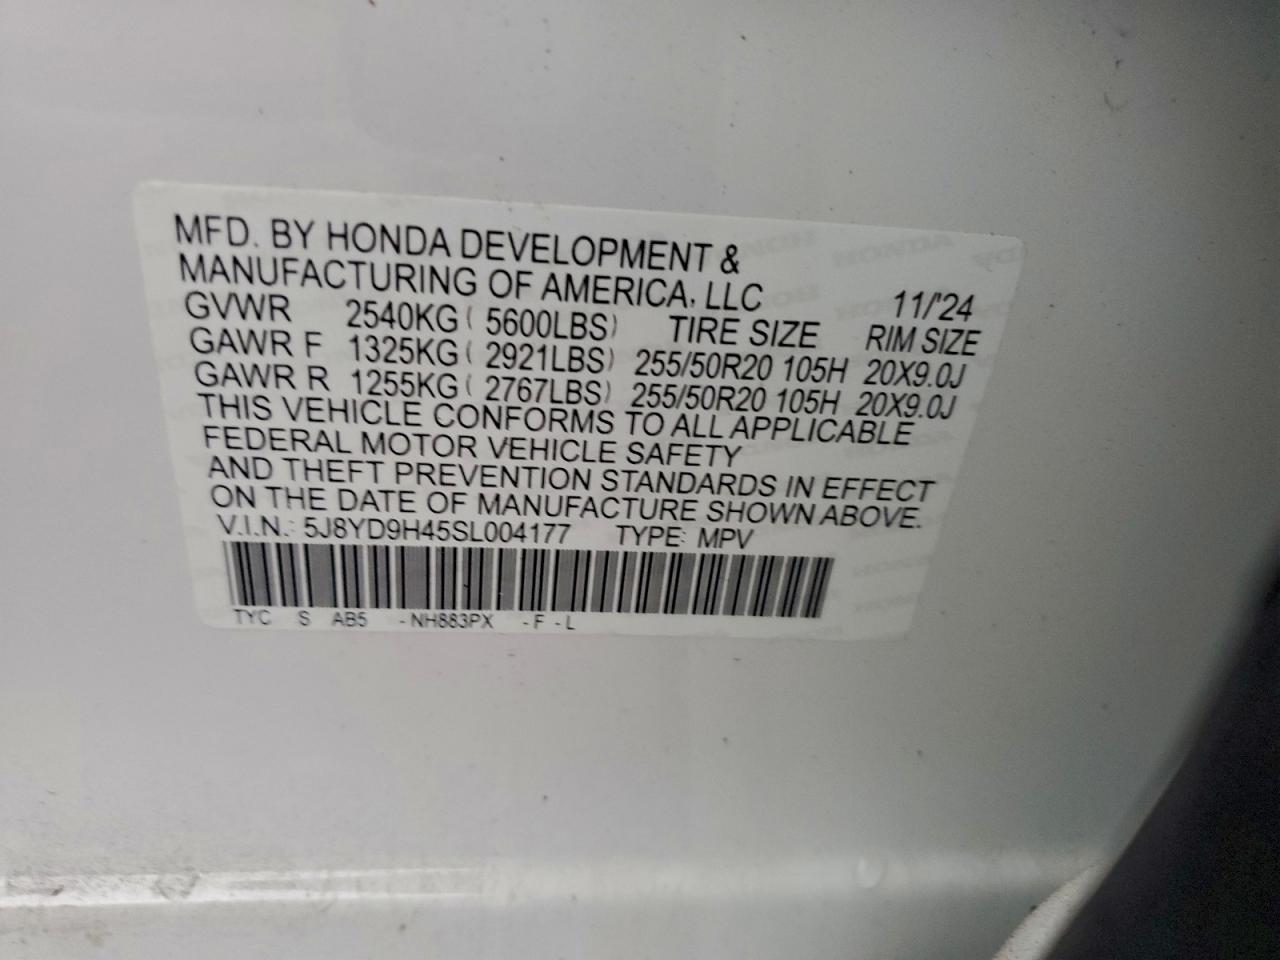 MFD. BY HONDA DEVELOPMENT &
MANUFACTURING OF AMERICA, LLC 11/'24
GVWR 2540KG ( 5600LBS) TIRE SIZE RIM SIZE
GAWR F 1325KG ( 2921LBS) 255/50R20 105H 20X9.0J
GAWR R 1255KG ( 2767LBS) 255/50R20 105H 20X9.0J
THIS VEHICLE CONFORMS TO ALL APPLICABLE
FEDERAL MOTOR VEHICLE SAFETY
AND THEFT PREVENTION STANDARDS IN EFFECT
ON THE DATE OF MANUFACTURE SHOWN ABOVE.
V.I.N.: 5J8YD9H45SL004177 TYPE: MPV
TYC S AB5 -NH883PX -F -L